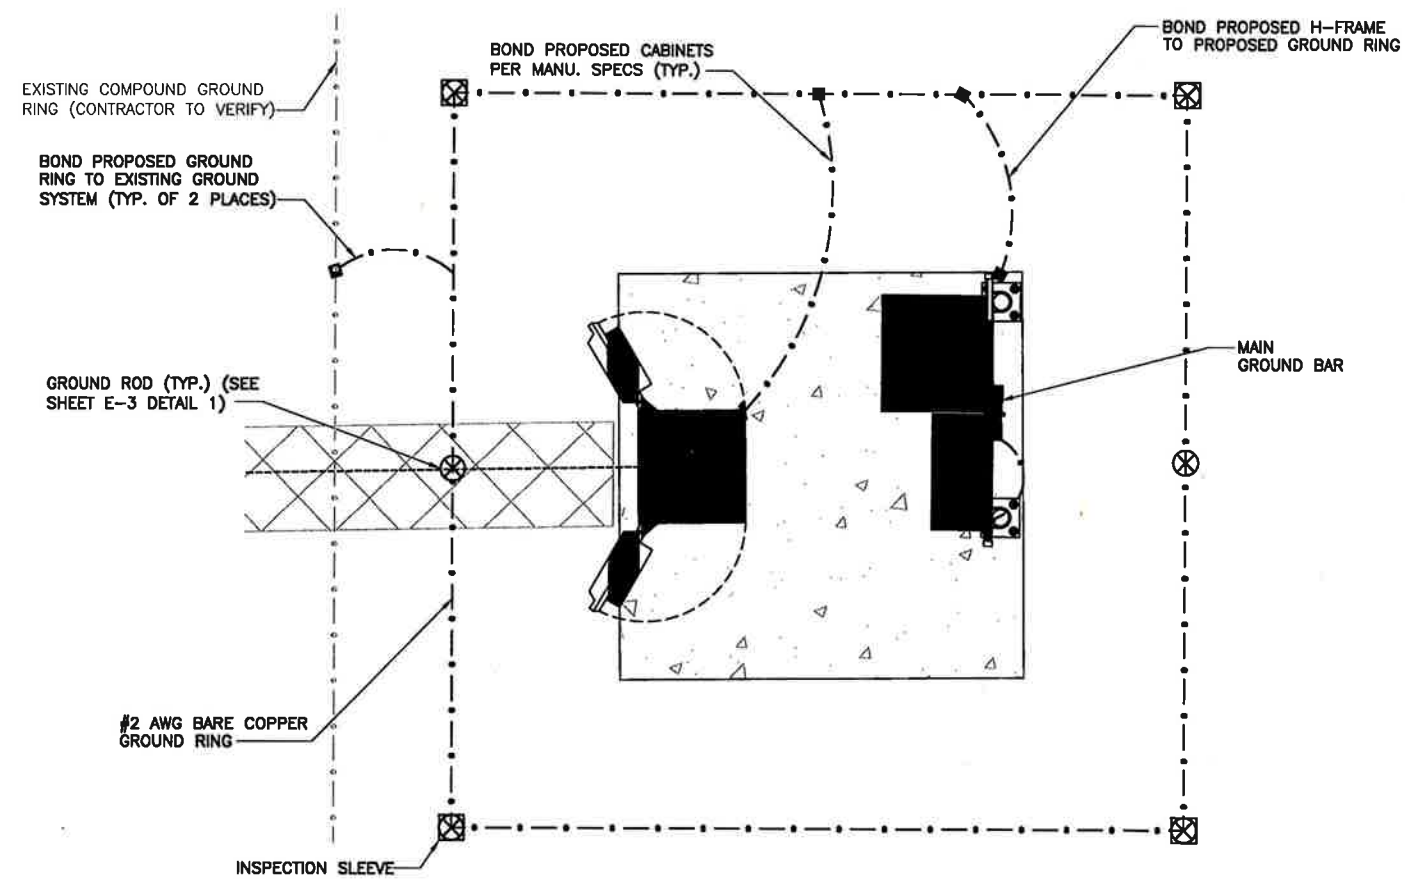 BOND PROPOSED H-FRAME
TO PROPOSED GROUND RING
BOND PROPOSED CABINETS
PER MANU. SPECS (TYP.)
EXISTING COMPOUND GROUND
RING (CONTRACTOR TO VERIFY)
BOND PROPOSED GROUND
RING TO EXISTING GROUND
SYSTEM (TYP. OF 2 PLACES)
MAIN
GROUND BAR
GROUND ROD (TYP.) (SEE
SHEET E-3 DETAIL 1)
#2 AWG BARE COPPER
GROUND RING
INSPECTION SLEEVE